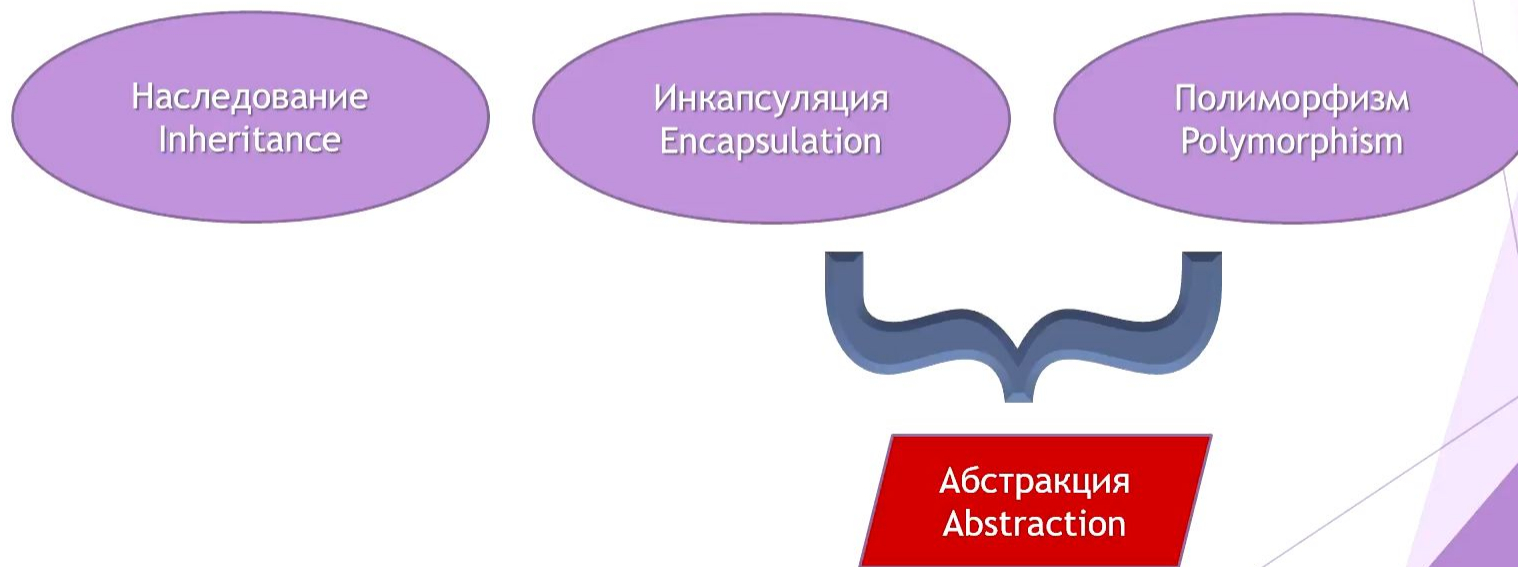 Наследование
Inheritance
Инкапсуляция
Encapsulation
Полиморфизм
Polymorphism
Абстракция
Abstraction